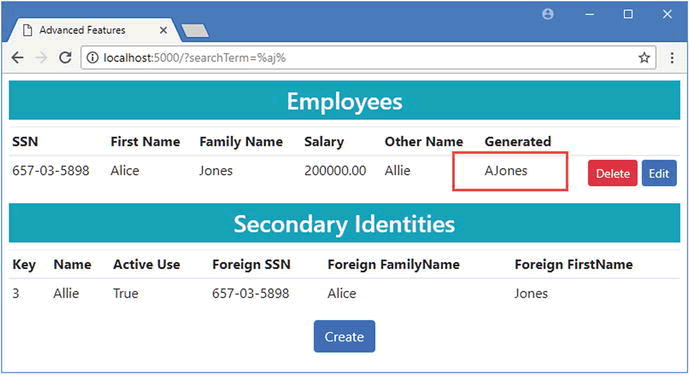 Advanced Features
localhost:5000/?searchTerm=%aj%
Employees
SSN First Name Family Name Salary Other Name Generated
657-03-5898 Alice Jones 200000.00 Allie AJones Delete Edit
Secondary Identities
Key Name Active Use Foreign SSN Foreign FamilyName Foreign FirstName
3 Allie True 657-03-5898 Alice Jones
Create